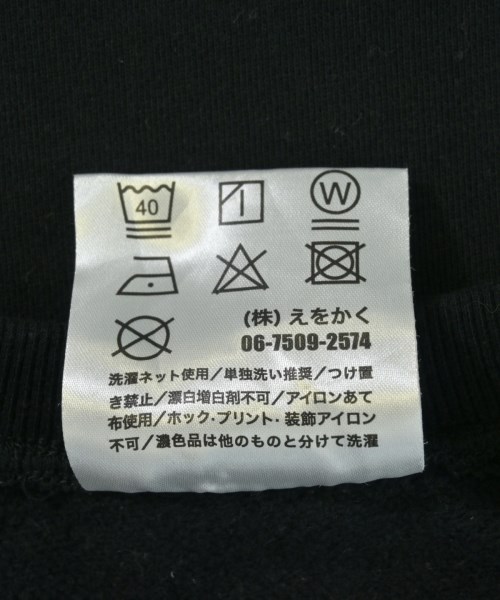 40
W
(株)えをかく
06-7509-2574
洗濯ネット使用/単独洗い推奨/つけ置
き禁止/漂白増白剤不可/アイロンあて
布使用/ホック・プリント・装飾アイロン
不可/濃色品は他のものと分けて洗濯